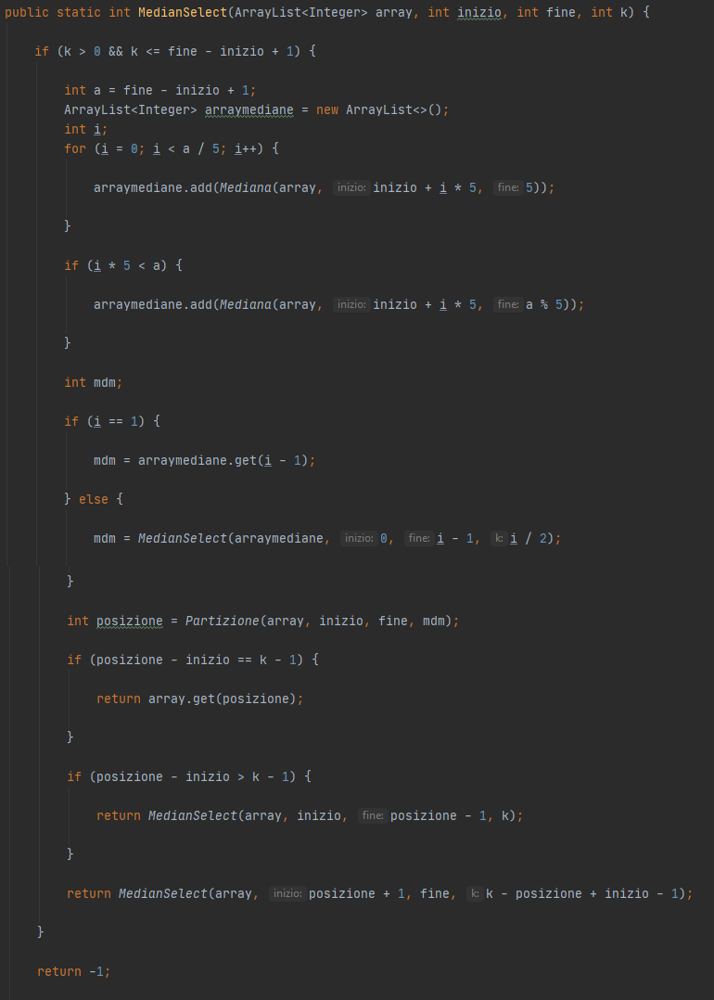 public static int MedianSelect(ArrayList<Integer> array, int inizio, int fine, int k) {
if (k > 0 && k <= fine - inizio + 1) {
int a = fine - inizio + 1;
ArrayList<Integer> arraymediane = new ArrayList<>();
int i;
for (i = 0; i < a / 5; i++) {
arraymediane.add(Mediana(array, inizio: inizio + i * 5, fine: 5));
}
if (i * 5 < a) {
arraymediane.add(Mediana(array, inizio: inizio + i * 5, fine: a % 5));
}
int mdm;
if (i == 1) {
mdm = arraymediane.get(i - 1);
} else {
mdm = MedianSelect(arraymediane, inizio: 0, fine: i - 1, k: i / 2);
}
int posizione = Partizione(array, inizio, fine, mdm);
if (posizione - inizio == k - 1) {
return array.get(posizione);
}
if (posizione - inizio > k - 1) {
return MedianSelect(array, inizio, fine: posizione - 1, k);
}
return MedianSelect(array, inizio: posizione + 1, fine, k: k - posizione + inizio - 1);
}
return -1;